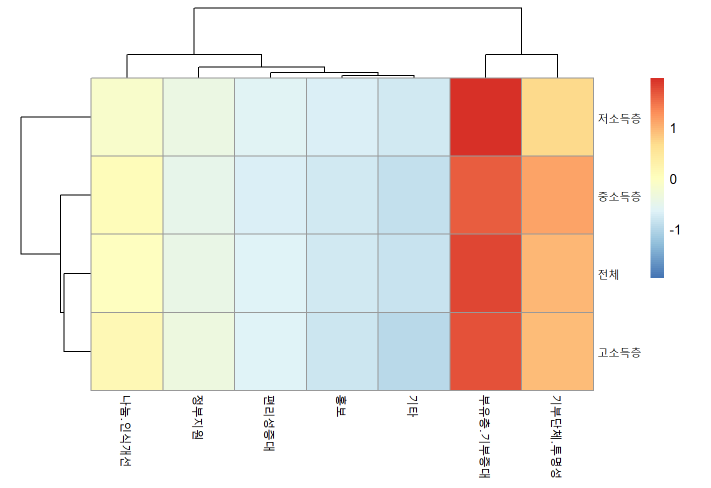 저소득층
중소득층
전체
고소득층
1
0
-1
나눔.인식개선
정부지원
편리성증대
홍보
기타
부유층.기부증대
기부단체.투명성